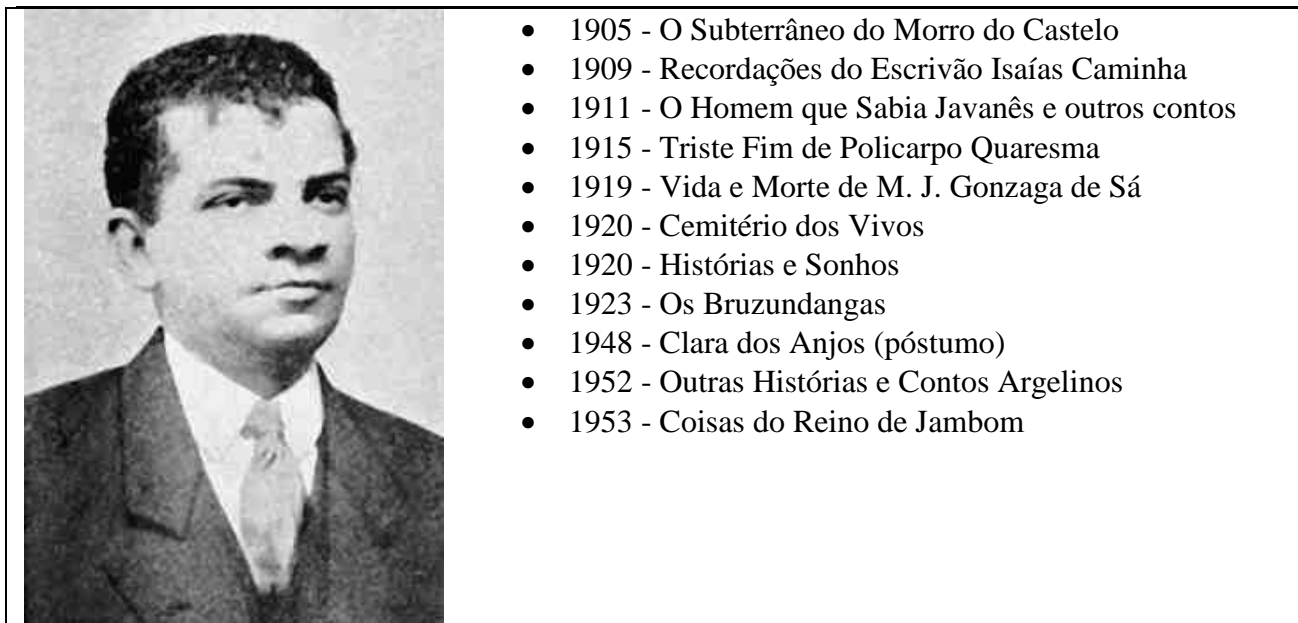 • 1905 - O Subterrâneo do Morro do Castelo
• 1909 - Recordações do Escrivão Isaías Caminha
• 1911 - O Homem que Sabia Javanês e outros contos
• 1915 - Triste Fim de Policarpo Quaresma
• 1919 - Vida e Morte de M. J. Gonzaga de Sá
• 1920 - Cemitério dos Vivos
• 1920 - Histórias e Sonhos
• 1923 - Os Bruzundangas
• 1948 - Clara dos Anjos (póstumo)
• 1952 - Outras Histórias e Contos Argelinos
• 1953 - Coisas do Reino de Jambom